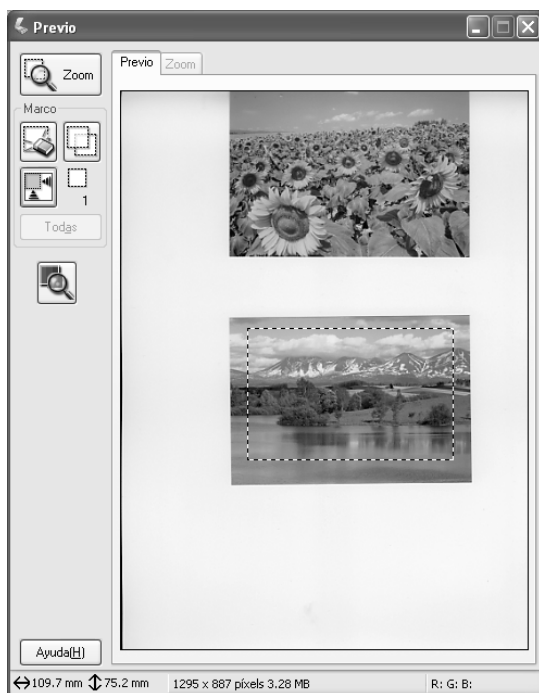 Previo
Zoom
Previo
Zoom
Marco
1
Todas
Ayuda(H)
109.7 mm 75.2 mm 1295 x 887 píxels 3.28 MB R: G: B: